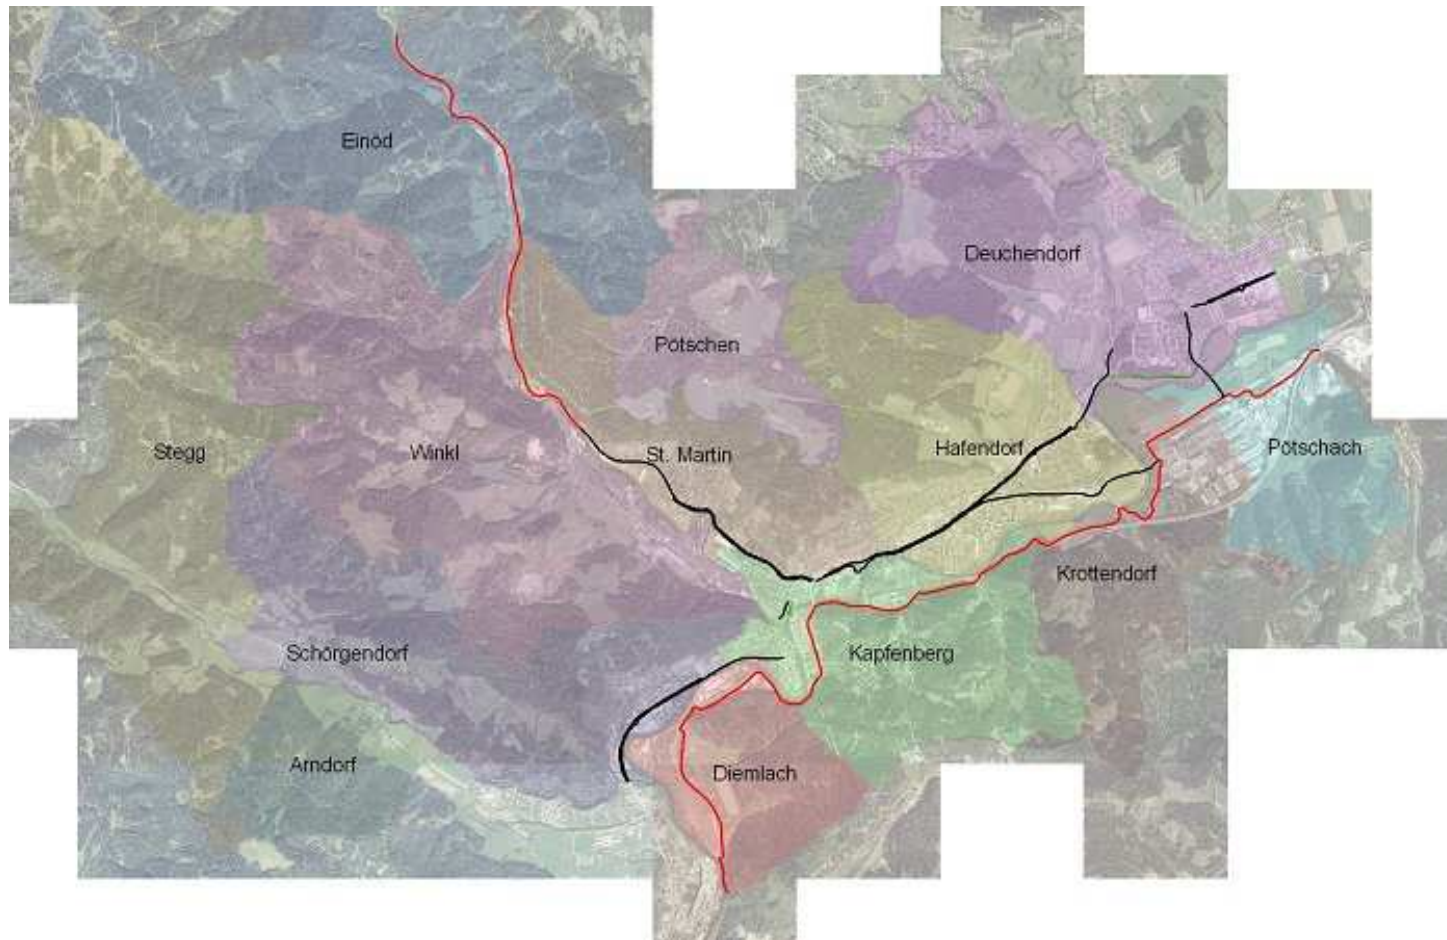 Einöd
Deuchendorf
Pötschen
Stegg
Winkl
St. Martin
Hafendorf
Pötschach
Krottendorf
Schörgendorf
Kapfenberg
Arndorf
Diemlach